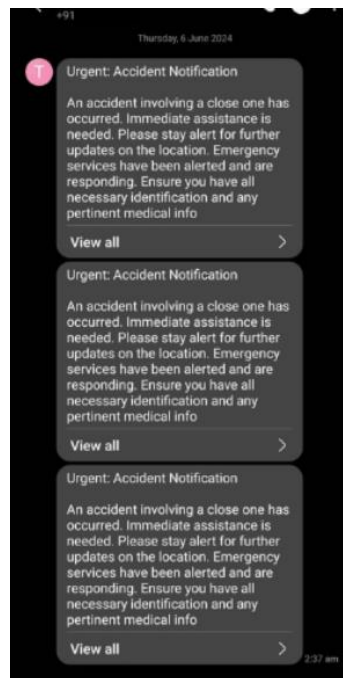 +91
Thursday, 6 June 2024
T
Urgent: Accident Notification
An accident involving a close one has
occurred. Immediate assistance is
needed. Please stay alert for further
updates on the location. Emergency
services have been alerted and are
responding. Ensure you have all
necessary identification and any
pertinent medical info
View all
Urgent: Accident Notification
An accident involving a close one has
occurred. Immediate assistance is
needed. Please stay alert for further
updates on the location. Emergency
services have been alerted and are
responding. Ensure you have all
necessary identification and any
pertinent medical info
View all
Urgent: Accident Notification
An accident involving a close one has
occurred. Immediate assistance is
needed. Please stay alert for further
updates on the location. Emergency
services have been alerted and are
responding. Ensure you have all
necessary identification and any
pertinent medical info
View all
2:37 am